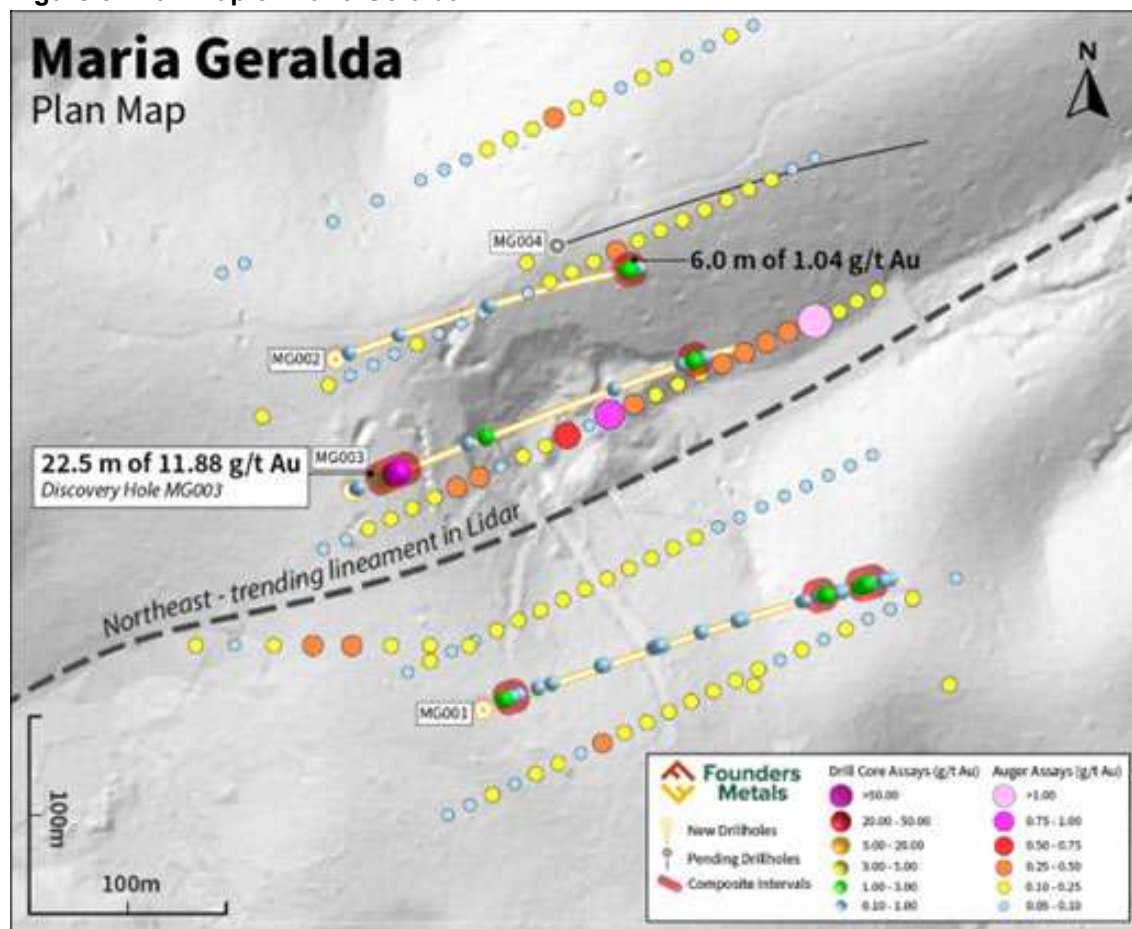 Maria Geralda
Plan Map
N
MG004
6.0 m of 1.04 g/t Au
MG002
22.5 m of 11.88 g/t Au
Discovery Hole MG003
MG003
Northeast - trending lineament in Lidar
MG001
100m
100m
Founders
Metals
New Drillholes
Pending Drillholes
Composite Intervals
Drill Core Assays (g/t Au)
>50.00
20.00 - 50.00
5.00 - 20.00
3.00 - 5.00
1.00 - 3.00
0.10 - 1.00
Auger Assays (g/t Au)
>1.00
0.75 - 1.00
0.50 - 0.75
0.25 - 0.50
0.10 - 0.25
0.05 - 0.10